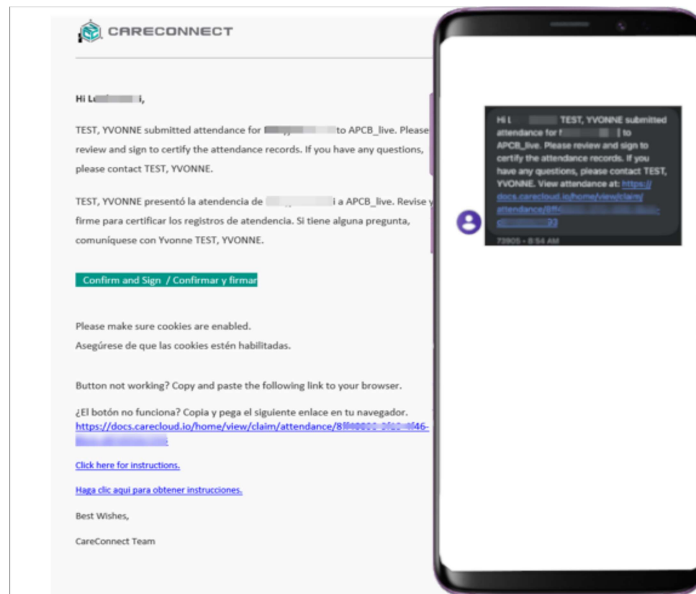 CARECONNECT
Hi
TEST, YVONNE submitted attendance for to APCB_live. Please
review and sign to certify the attendance records. If you have any questions,
please contact TEST, YVONNE.
TEST, YVONNE presentó la atendencia de i a APCB_live. Revise y
firme para certificar los registros de atendencia. Si tiene alguna pregunta,
comuníquese con Yvonne TEST, YVONNE.
Confirm and Sign / Confirmar y firmar
Please make sure cookies are enabled.
Asegúrese de que las cookies estén habilitadas.
Button not working? Copy and paste the following link to your browser.
¿El botón no funciona? Copia y pega el siguiente enlace en tu navegador.
https://docs.carecloud.io/home/view/claim/attendance/
Click here for instructions.
Haga clic aqui para obtener instrucciones.
Best Wishes,
CareConnect Team
Hi TEST, YVONNE submitted
attendance for to
APCB_live. Please review and sign to
certify the attendance records. If you
have any questions, please contact TEST,
YVONNE. View attendance at: https://
docs.carecloud.io/home/view/claim/
attendance/
73805 • 8:54 AM